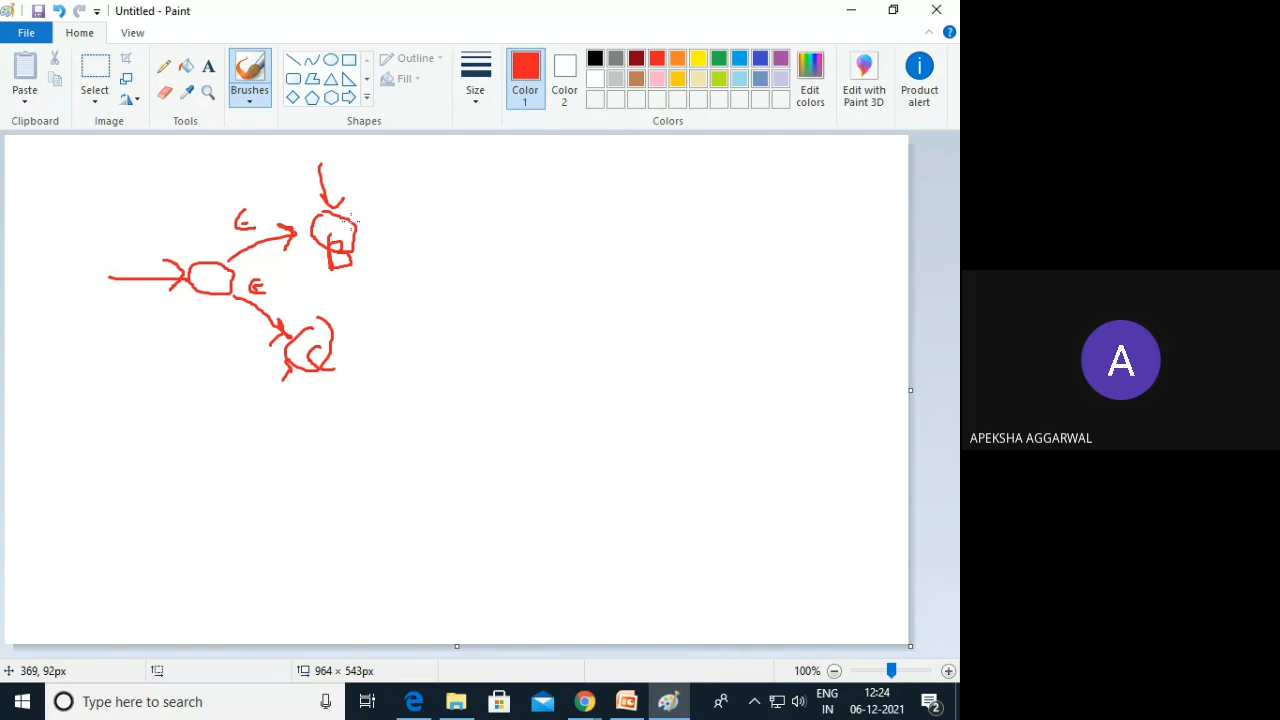 Untitled - Paint
File Home View
Paste
Select
Brushes
Outline
Fill
Size
Color 1
Color 2
Edit colors
Edit with Paint 3D
Product alert
Clipboard Image Tools Shapes Colors
A
APEKSHA AGGARWAL
369, 92px 964 × 543px 100%
Type here to search
ENG IN
12:24
06-12-2021
2